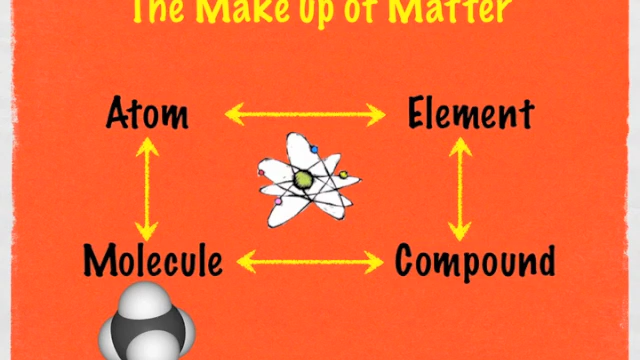 The Make up of Matter
Atom Element
Molecule Compound